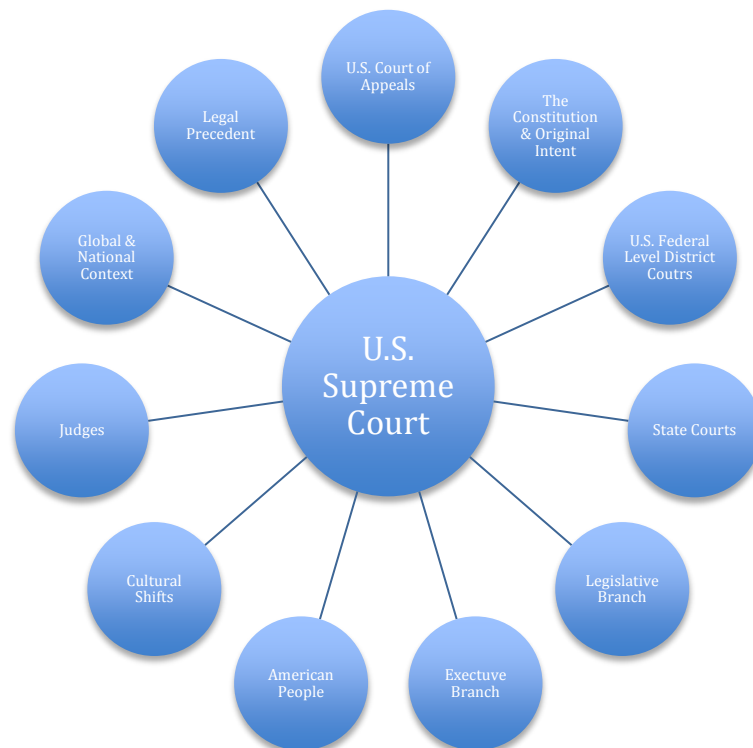 U.S. Court of
Appeals
The
Constitution
& Original
Intent
U.S. Federal
Level District
Coutrs
State Courts
Legislative
Branch
Exectuve
Branch
American
People
Cultural
Shifts
Judges
Global &
National
Context
Legal
Precedent
U.S.
Supreme
Court